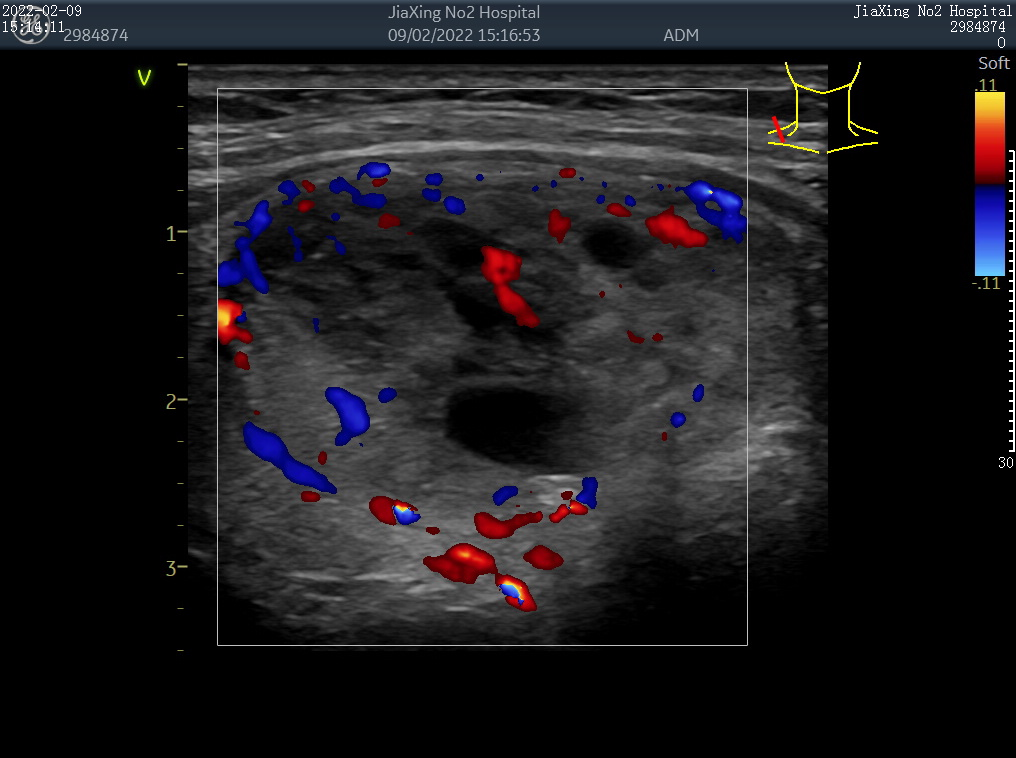 2022-02-09
15:14:11
2984874
JiaXing No2 Hospital
09/02/2022 15:16:53
ADM
JiaXing No2 Hospital
2984874
0
Soft
.11
-.11
V
1
2
3
30